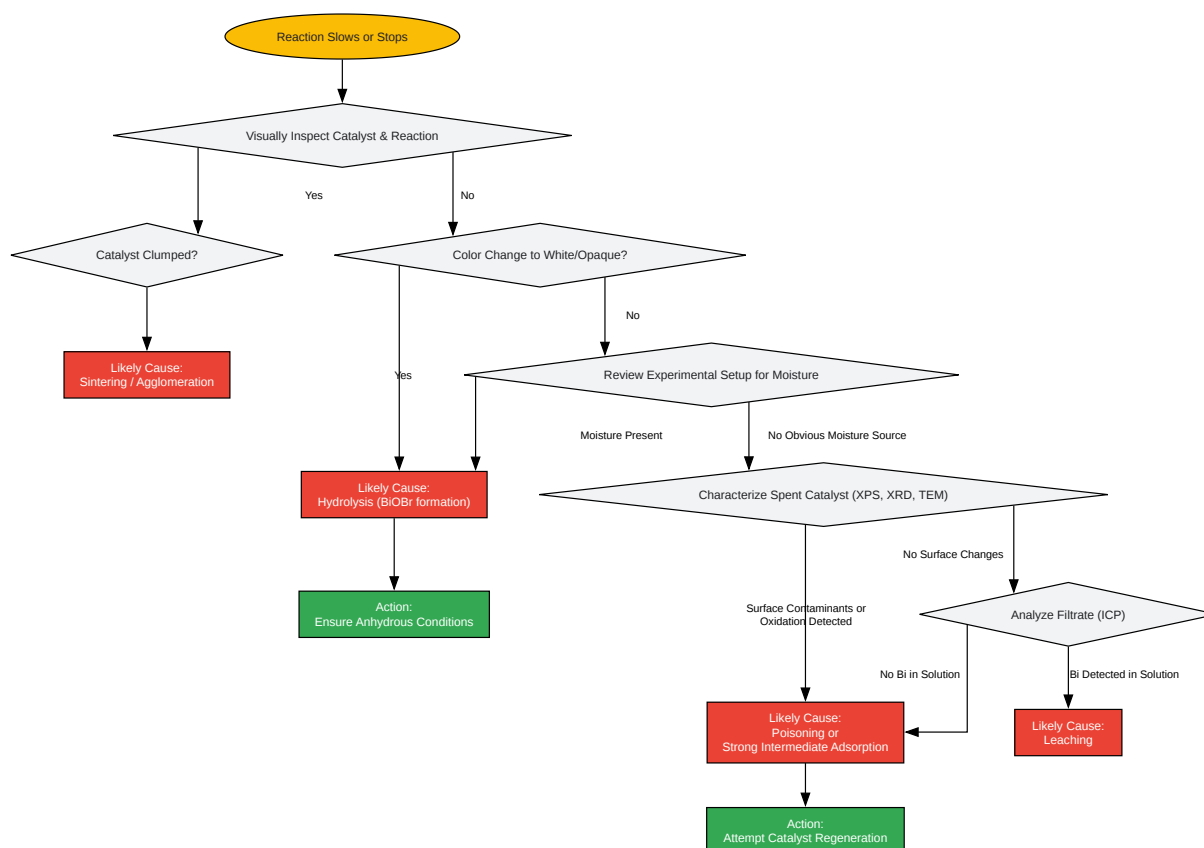 Reaction Slows or Stops
Visually Inspect Catalyst & Reaction
Yes
No
Catalyst Clumped?
Color Change to White/Opaque?
No
Likely Cause:
Sintering / Agglomeration
Yes
Review Experimental Setup for Moisture
Moisture Present
No Obvious Moisture Source
Likely Cause:
Hydrolysis (BiOBr formation)
Characterize Spent Catalyst (XPS, XRD, TEM)
No Surface Changes
Action:
Ensure Anhydrous Conditions
Surface Contaminants or
Oxidation Detected
Analyze Filtrate (ICP)
No Bi in Solution
Bi Detected in Solution
Likely Cause:
Poisoning or
Strong Intermediate Adsorption
Likely Cause:
Leaching
Action:
Attempt Catalyst Regeneration